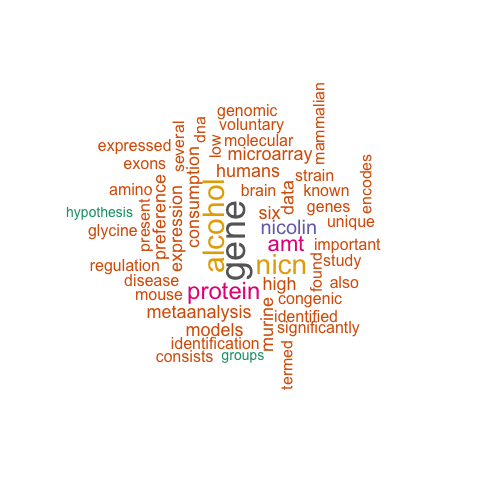 genomic
voluntary
dna
mammalian
several
low
molecular
expressed
microarray
exons
humans
consumption
strain
encodes
amino
brain
data
known
preference
alcohol
gene
six
genes
hypothesis
present
expression
nicolin
unique
glycine
amt
important
regulation
nicn
found
study
disease
high
also
mouse
protein
congenic
metaanalysis
murine
identified
models
significantly
identification
consists
groups
termed